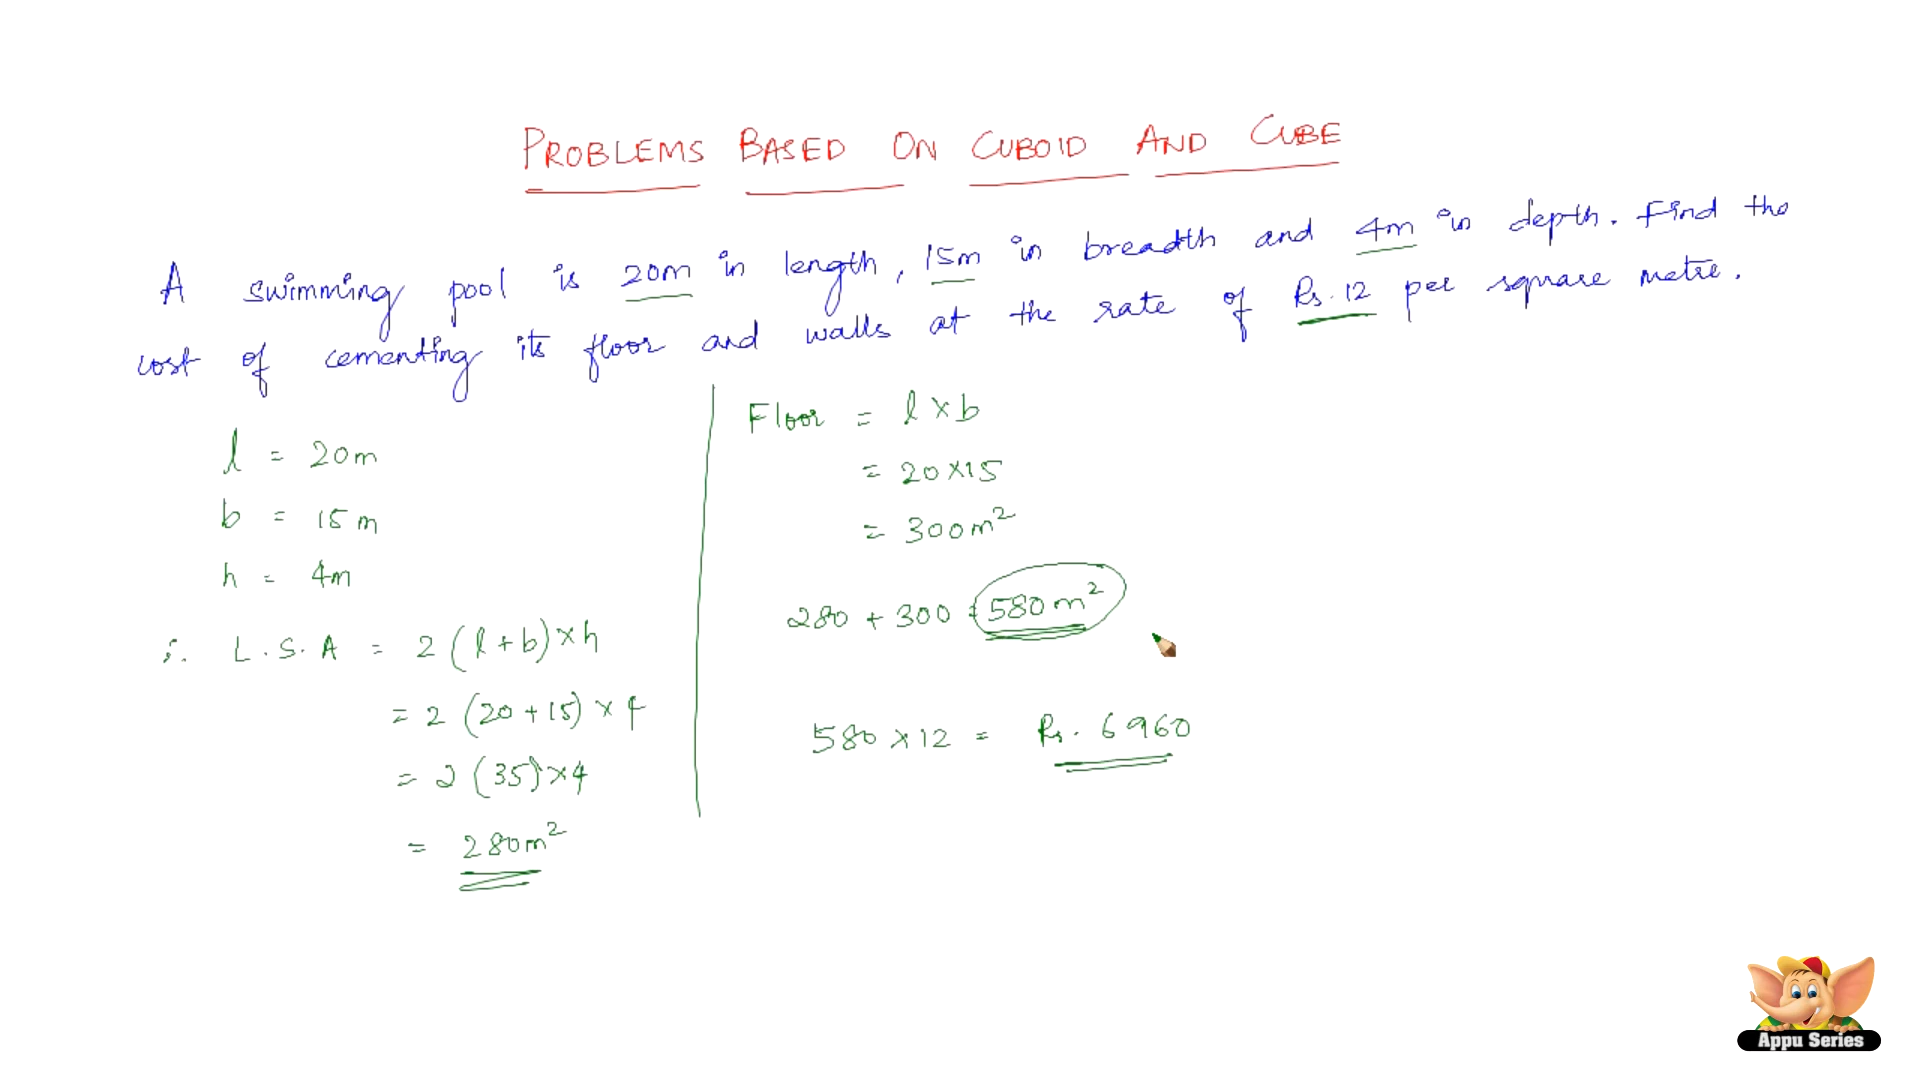 PROBLEMS BASED ON CUBOID AND CUBE
A swimming pool is 20m in length, 15m in breadth and 4m in depth. Find the
cost of cementing its floor and walls at the rate of Rs. 12 per square metre.
l = 20m
b = 15m
h = 4m
∴ L.S.A = 2(l+b)×h
= 2(20+15)×4
= 2(35)×4
= 280m²
Floor = l×b
= 20×15
= 300m²
280 + 300 = 580m²
580×12 = Rs. 6960
Appu Series